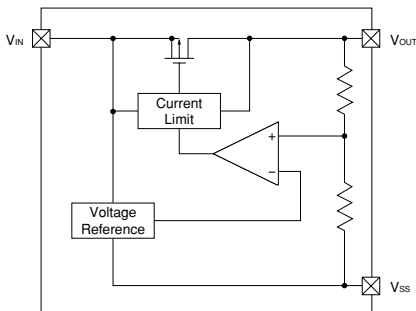 VIN
VOUT
Current
Limit
+
−
Voltage
Reference
VSS